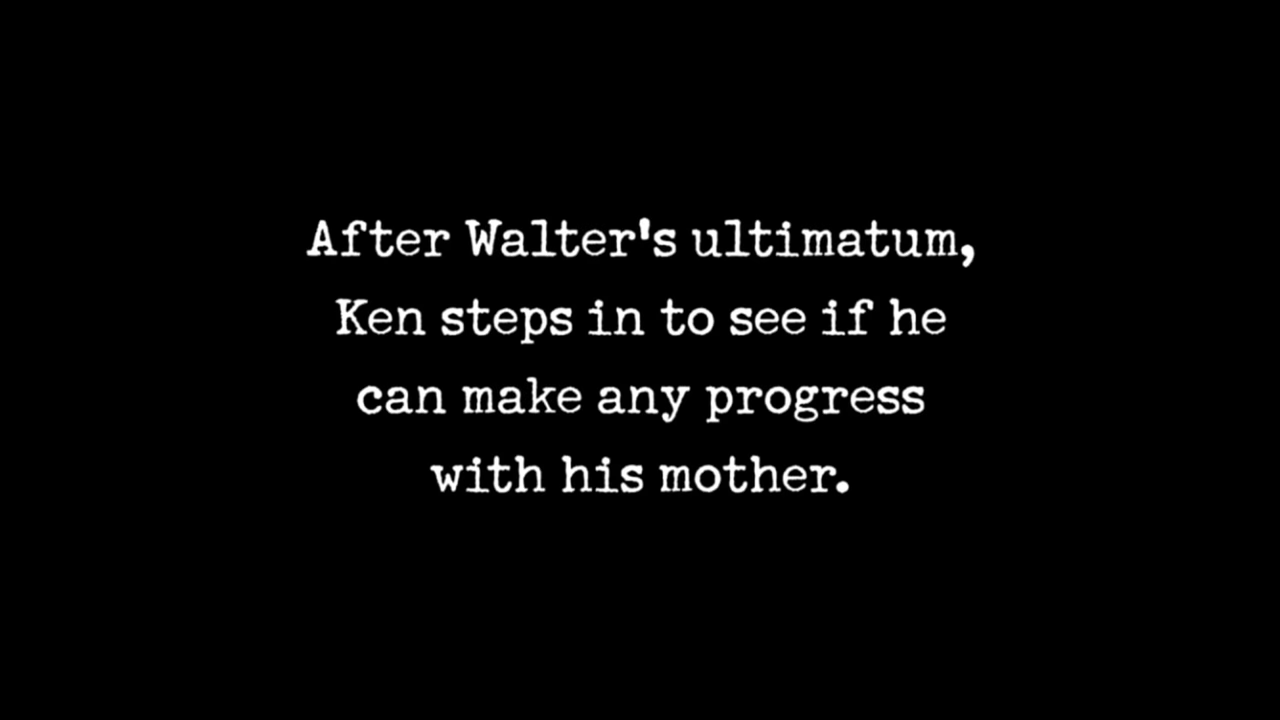 After Walter's ultimatum,
Ken steps in to see if he
can make any progress
with his mother.